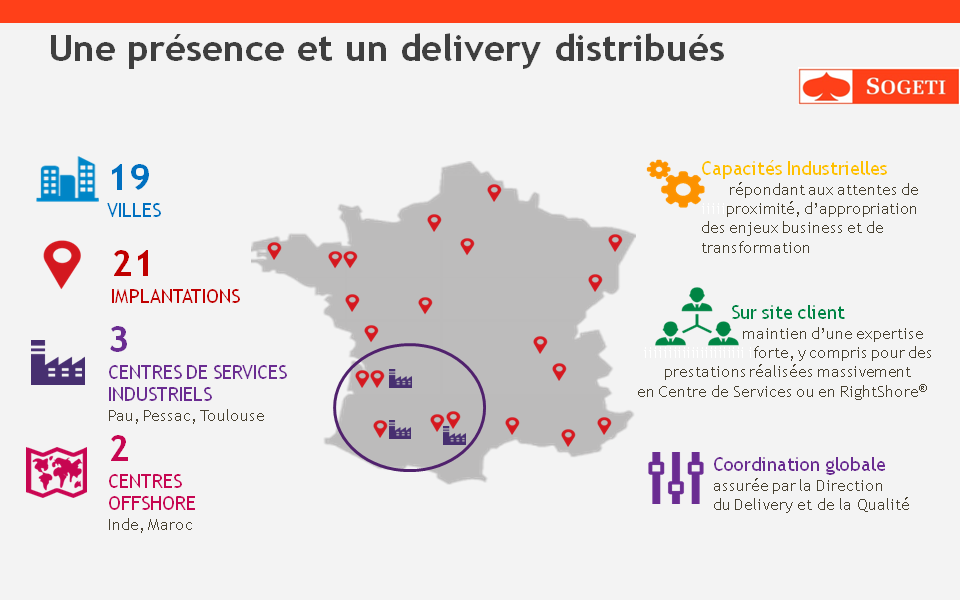 Une présence et un delivery distribués
SOGETI
19
VILLES
21
IMPLANTATIONS
3
CENTRES DE SERVICES
INDUSTRIELS
Pau, Pessac, Toulouse
2
CENTRES
OFFSHORE
Inde, Maroc
Capacités Industrielles
répondant aux attentes de
proximité, d’appropriation
des enjeux business et de
transformation
Sur site client
maintien d’une expertise
forte, y compris pour des
prestations réalisées massivement
en Centre de Services ou en RightShore®
Coordination globale
assurée par la Direction
du Delivery et de la Qualité